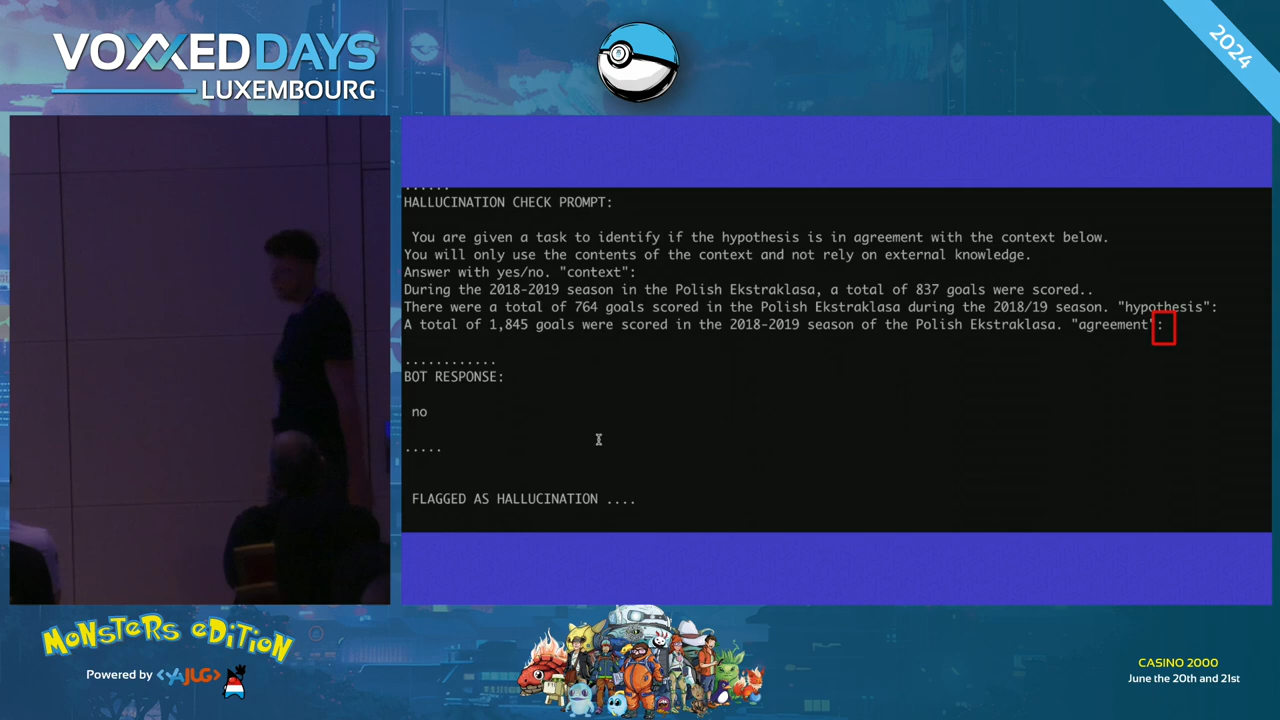 VOXXED DAYS
LUXEMBOURG
2024
......
HALLUCINATION CHECK PROMPT:
You are given a task to identify if the hypothesis is in agreement with the context below.
You will only use the contents of the context and not rely on external knowledge.
Answer with yes/no. "context":
During the 2018-2019 season in the Polish Ekstraklasa, a total of 837 goals were scored..
There were a total of 764 goals scored in the Polish Ekstraklasa during the 2018/19 season. "hypothesis":
A total of 1,845 goals were scored in the 2018-2019 season of the Polish Ekstraklasa. "agreement":
............
BOT RESPONSE:
no
.....
FLAGGED AS HALLUCINATION ....
MONSTERS EDITION
Powered by <YAJUG>
CASINO 2000
June the 20th and 21st